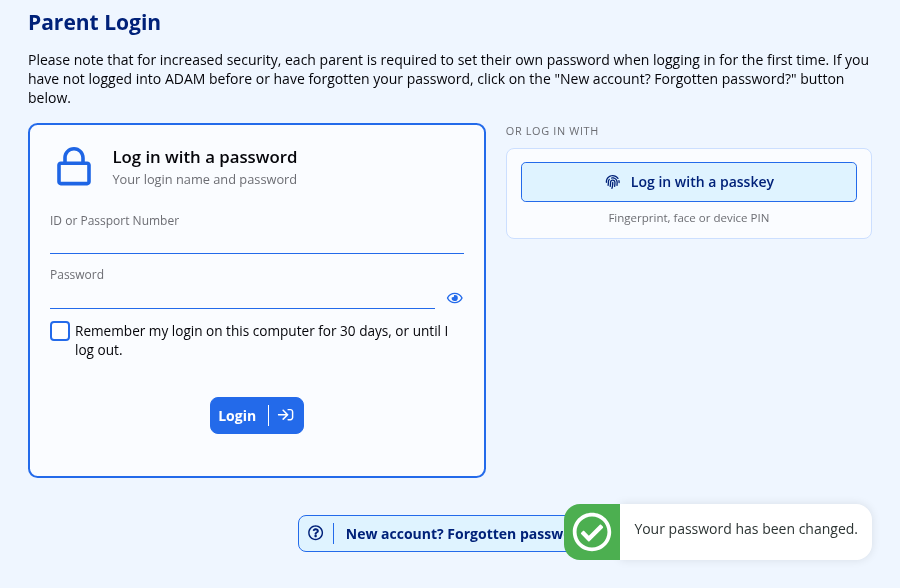 Parent Login
Please note that for increased security, each parent is required to set their own password when logging in for the first time. If you
have not logged into ADAM before or have forgotten your password, click on the "New account? Forgotten password?" button
below.
Log in with a password
Your login name and password
ID or Passport Number
Password
Remember my login on this computer for 30 days, or until I
log out.
Login
OR LOG IN WITH
Log in with a passkey
Fingerprint, face or device PIN
New account? Forgotten passw
Your password has been changed.